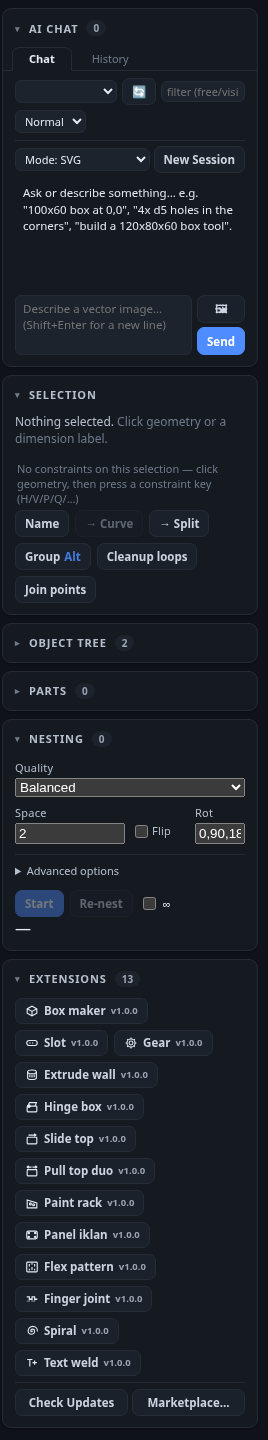 AI CHAT 0
Chat History
filter (free/visi
Normal
Mode: SVG New Session
Ask or describe something... e.g.
"100x60 box at 0,0", "4x d5 holes in the
corners", "build a 120x80x60 box tool".
Describe a vector image...
(Shift+Enter for a new line)
Send
SELECTION
Nothing selected. Click geometry or a
dimension label.
No constraints on this selection — click
geometry, then press a constraint key
(H/V/P/Q/...)
Name → Curve → Split
Group Alt Cleanup loops
Join points
OBJECT TREE 2
PARTS 0
NESTING 0
Quality
Balanced
Space Rot
2 Flip 0,90,18
Advanced options
Start Re-nest ∞
—
EXTENSIONS 13
Box maker v1.0.0
Slot v1.0.0 Gear v1.0.0
Extrude wall v1.0.0
Hinge box v1.0.0
Slide top v1.0.0
Pull top duo v1.0.0
Paint rack v1.0.0
Panel iklan v1.0.0
Flex pattern v1.0.0
Finger joint v1.0.0
Spiral v1.0.0
Text weld v1.0.0
Check Updates Marketplace...